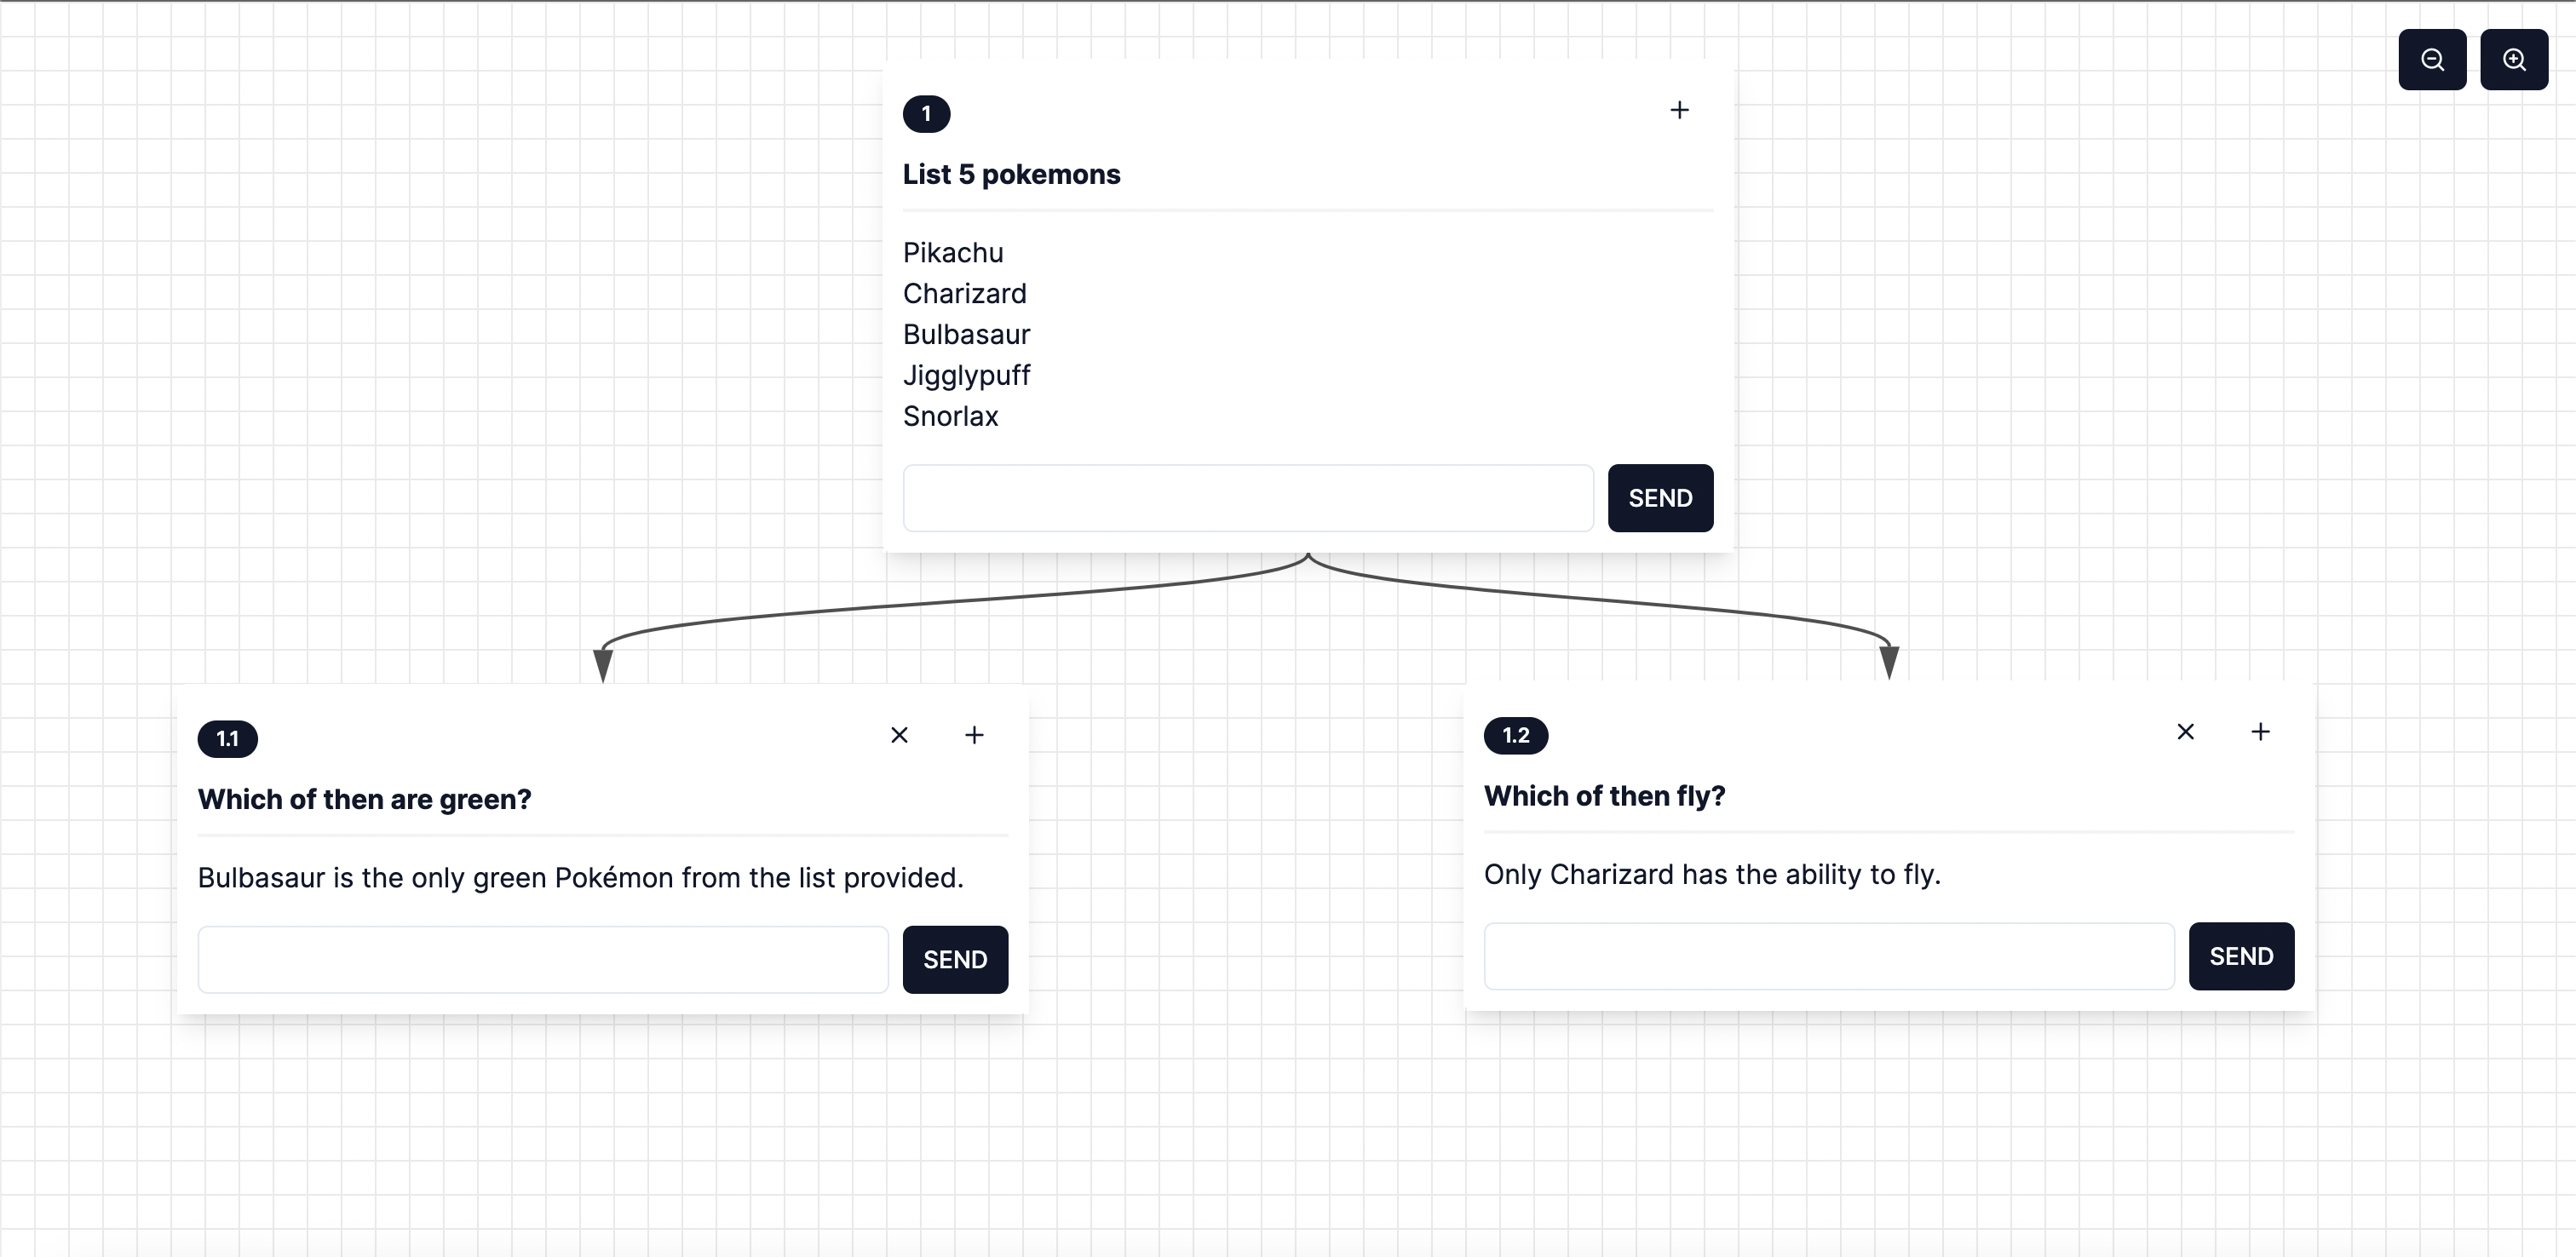 1
List 5 pokemons
Pikachu
Charizard
Bulbasaur
Jigglypuff
Snorlax
SEND
1.1
Which of then are green?
Bulbasaur is the only green Pokémon from the list provided.
SEND
1.2
Which of then fly?
Only Charizard has the ability to fly.
SEND